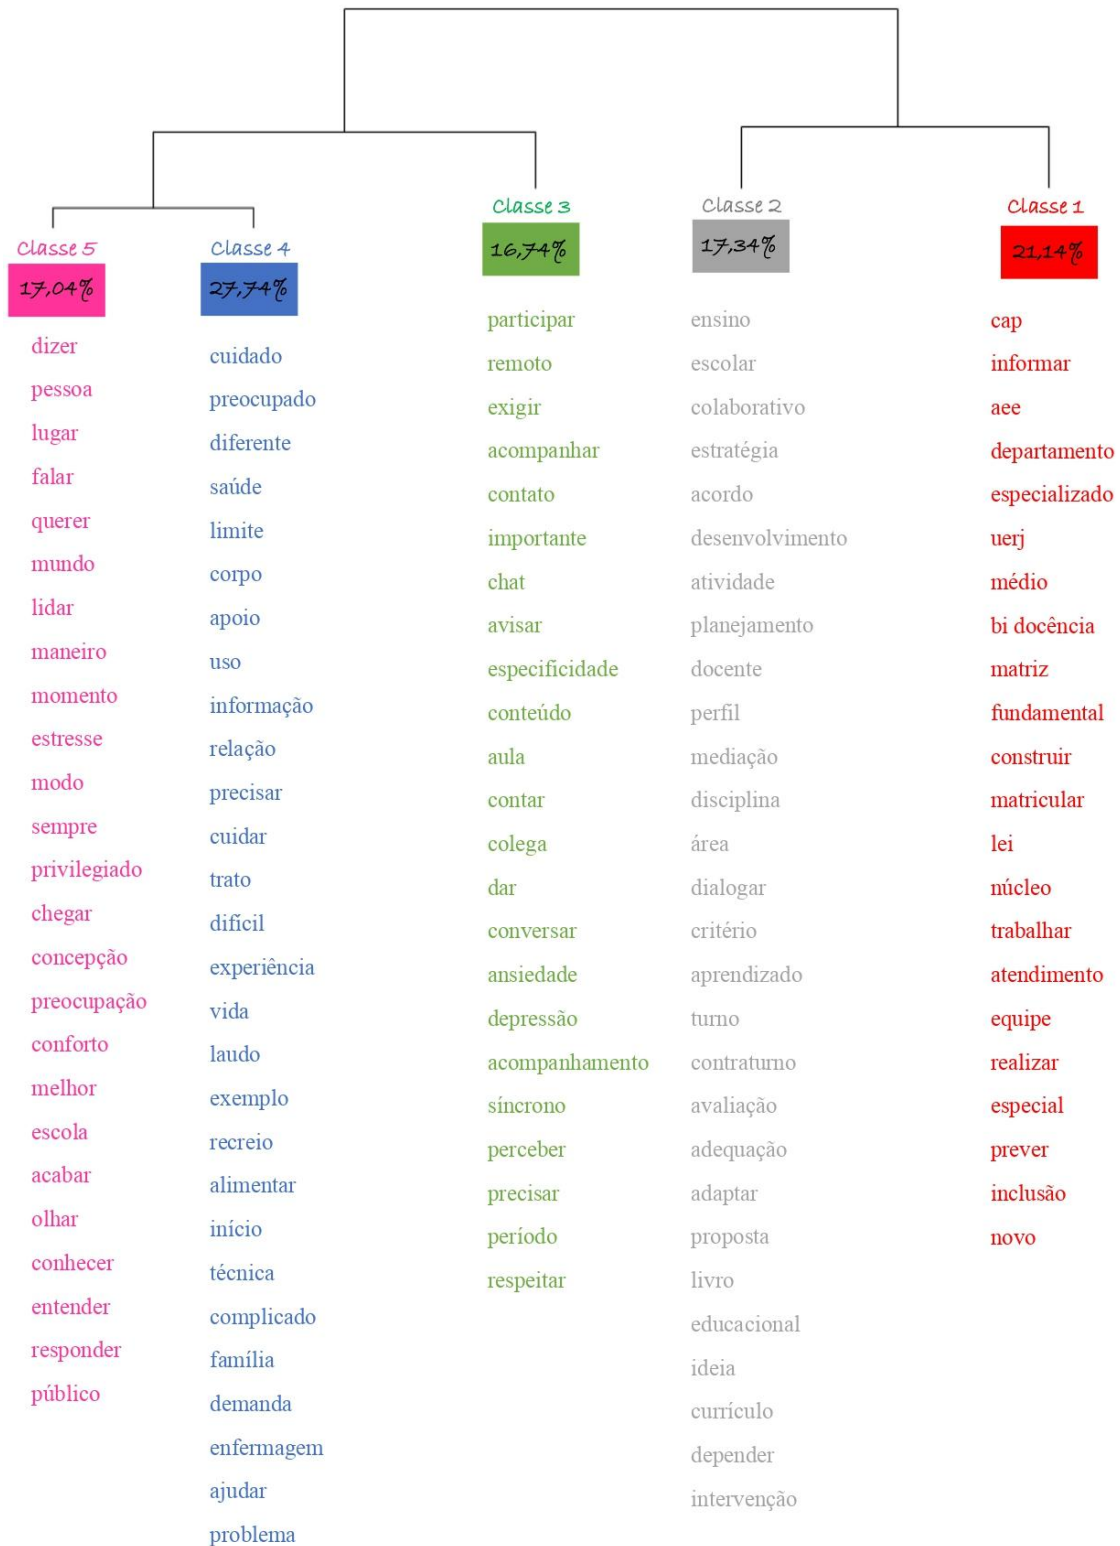 Classe 5
17,04%
dizer
pessoa
lugar
falar
querer
mundo
lidar
maneiro
momento
estresse
modo
sempre
privilegiado
chegar
concepção
preocupação
conforto
melhor
escola
acabar
olhar
conhecer
entender
responder
público
Classe 4
27,74%
cuidado
preocupado
diferente
saúde
limite
corpo
apoio
uso
informação
relação
precisar
cuidar
trato
difícil
experiência
vida
laudo
exemplo
recreio
alimentar
início
técnica
complicado
família
demanda
enfermagem
ajudar
problema
Classe 3
16,74%
participar
remoto
exigir
acompanhar
contato
importante
chat
avisar
especificidade
conteúdo
aula
contar
colega
dar
conversar
ansiedade
depressão
acompanhamento
síncrono
perceber
precisar
período
respeitar
Classe 2
17,34%
ensino
escolar
colaborativo
estratégia
acordo
desenvolvimento
atividade
planejamento
docente
perfil
mediação
disciplina
área
dialogar
critério
aprendizado
turno
contraturno
avaliação
adequação
adaptar
proposta
livro
educacional
ideia
currículo
depender
intervenção
Classe 1
21,14%
cap
informar
aee
departamento
especializado
uerj
médio
bi docência
matriz
fundamental
construir
matricular
lei
núcleo
trabalhar
atendimento
equipe
realizar
especial
prever
inclusão
novo